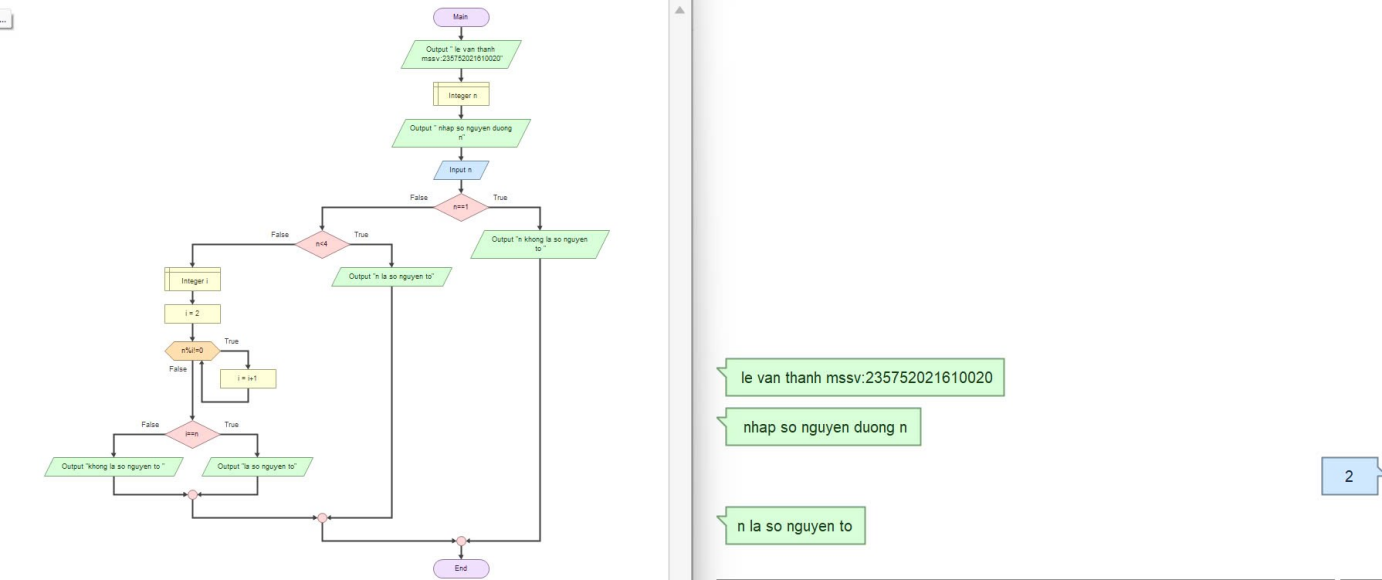 ...
Main
Output " le van thanh
mssv:235752021610020"
Integer n
Output " nhap so nguyen duong
n"
Input n
False
True
n==1
False
True
n<4
Output "n khong la so nguyen
to "
Integer i
Output "n la so nguyen to"
i = 2
True
n%i!=0
False
i = i+1
False
True
i==n
Output "khong la so nguyen to "
Output "la so nguyen to"
End
le van thanh mssv:235752021610020
nhap so nguyen duong n
2
n la so nguyen to